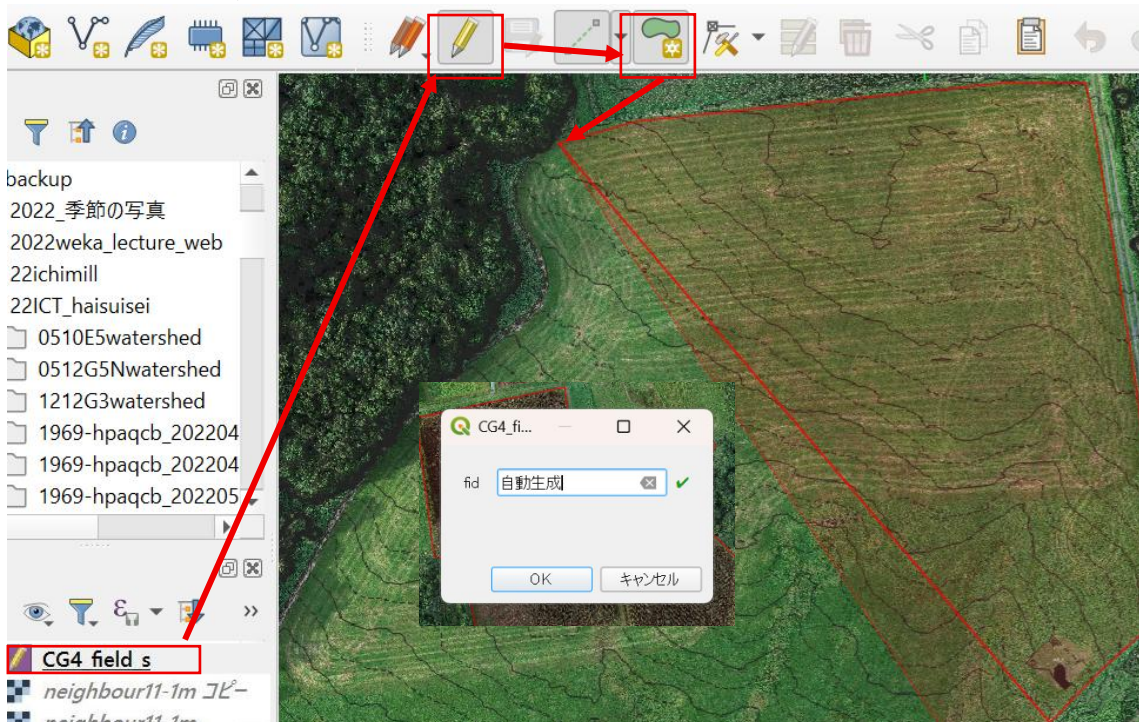 backup
2022_季節の写真
2022weka_lecture_web
22ichimill
22ICT_haisuisei
0510E5watershed
0512G5Nwatershed
1212G3watershed
1969-hpaqcb_202204
1969-hpaqcb_202204
1969-hpaqcb_202205
CG4_fi...
fid 自動生成
OK キャンセル
CG4_field_s
neighbour11-1m コピー
neighbour11-1m